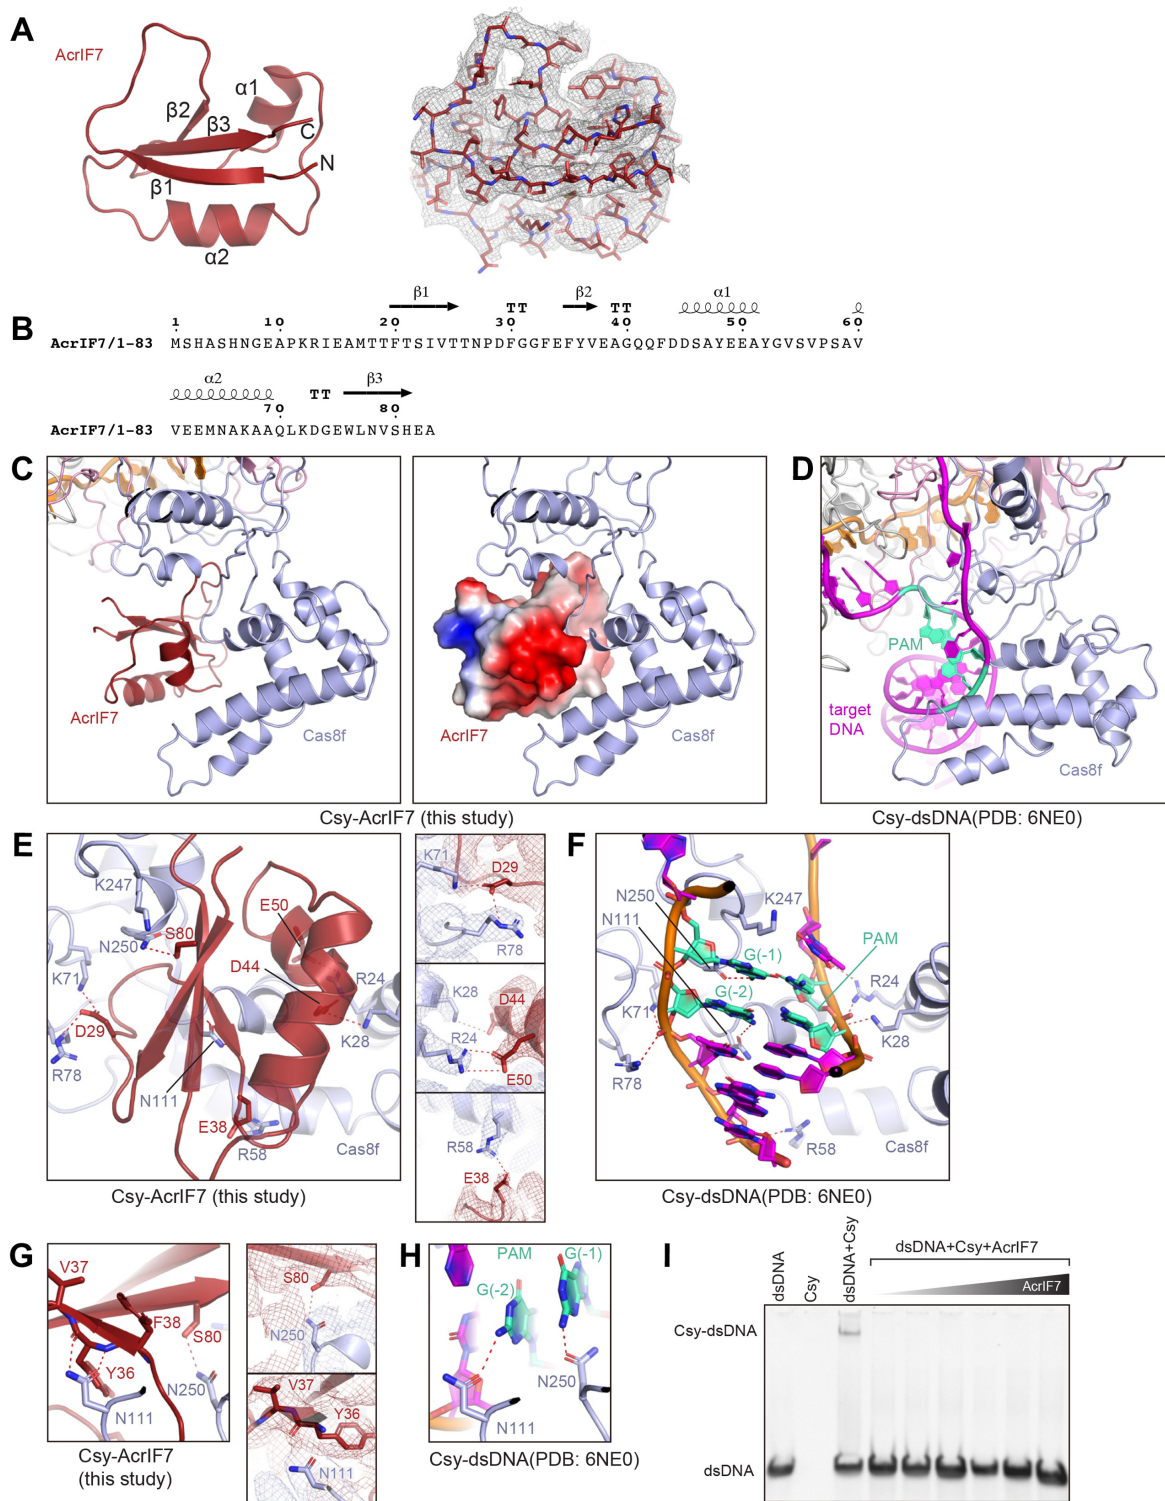 A
AcrIF7
α1
β2
β3
C
N
β1
α2
B
β1 TT β2 TT α1
1 10 20 30 40 50 60
AcrIF7/1-83 MSHASHNGEAPKRIEAMTTFTSIVTTNPDFGGFEFYVEAGQQFDDSAYEEAYGVSVPSAV
α2 TT β3
70 80
AcrIF7/1-83 VEEMNAKAAQLKDGEWLNVSHEA
C
AcrIF7
Cas8f
AcrIF7
Cas8f
Csy-AcrIF7 (this study)
D
PAM
target
DNA
Cas8f
Csy-dsDNA(PDB: 6NE0)
E
K247
E50
N250
S80
K71
D44
R24
D29
K28
R78
N111
E38
R58
Cas8f
Csy-AcrIF7 (this study)
K71
D29
R78
K28
D44
R24
E50
R58
E38
F
N250
K247
N111
G(-1)
PAM
G(-2)
R24
K71
K28
R78
R58
Cas8f
Csy-dsDNA(PDB: 6NE0)
G
V37
F38
S80
Y36
N250
N111
Csy-AcrIF7
(this study)
S80
N250
V37
Y36
N111
H
PAM
G(-1)
G(-2)
N250
N111
Csy-dsDNA(PDB: 6NE0)
I
dsDNA
Csy
dsDNA+Csy
dsDNA+Csy+AcrIF7
AcrIF7
Csy-dsDNA
dsDNA